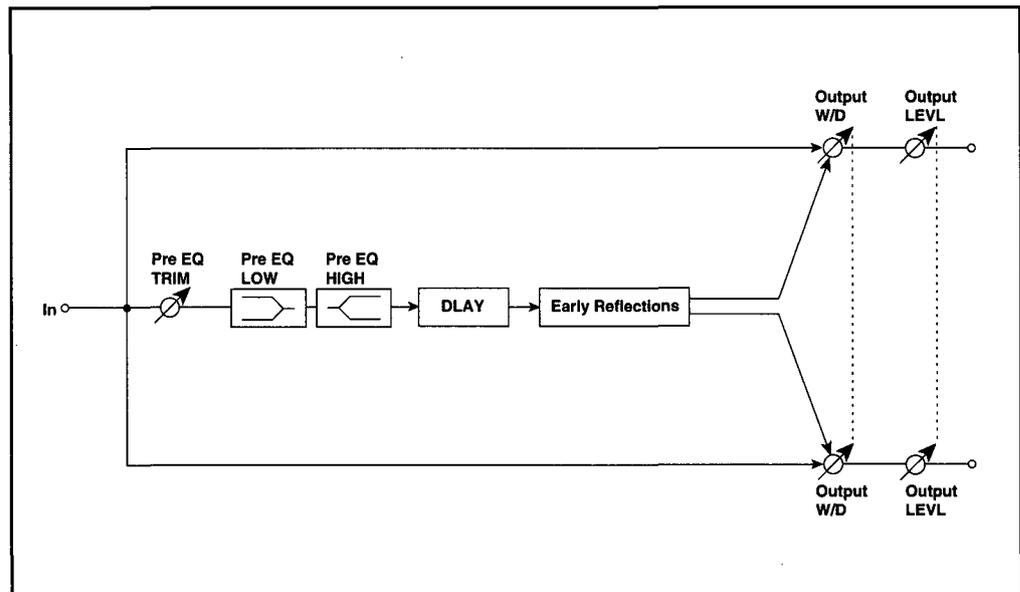 Output
W/D
Output
LEVL
Pre EQ
TRIM
Pre EQ
LOW
Pre EQ
HIGH
In
DLAY
Early Reflections
Output
W/D
Output
LEVL